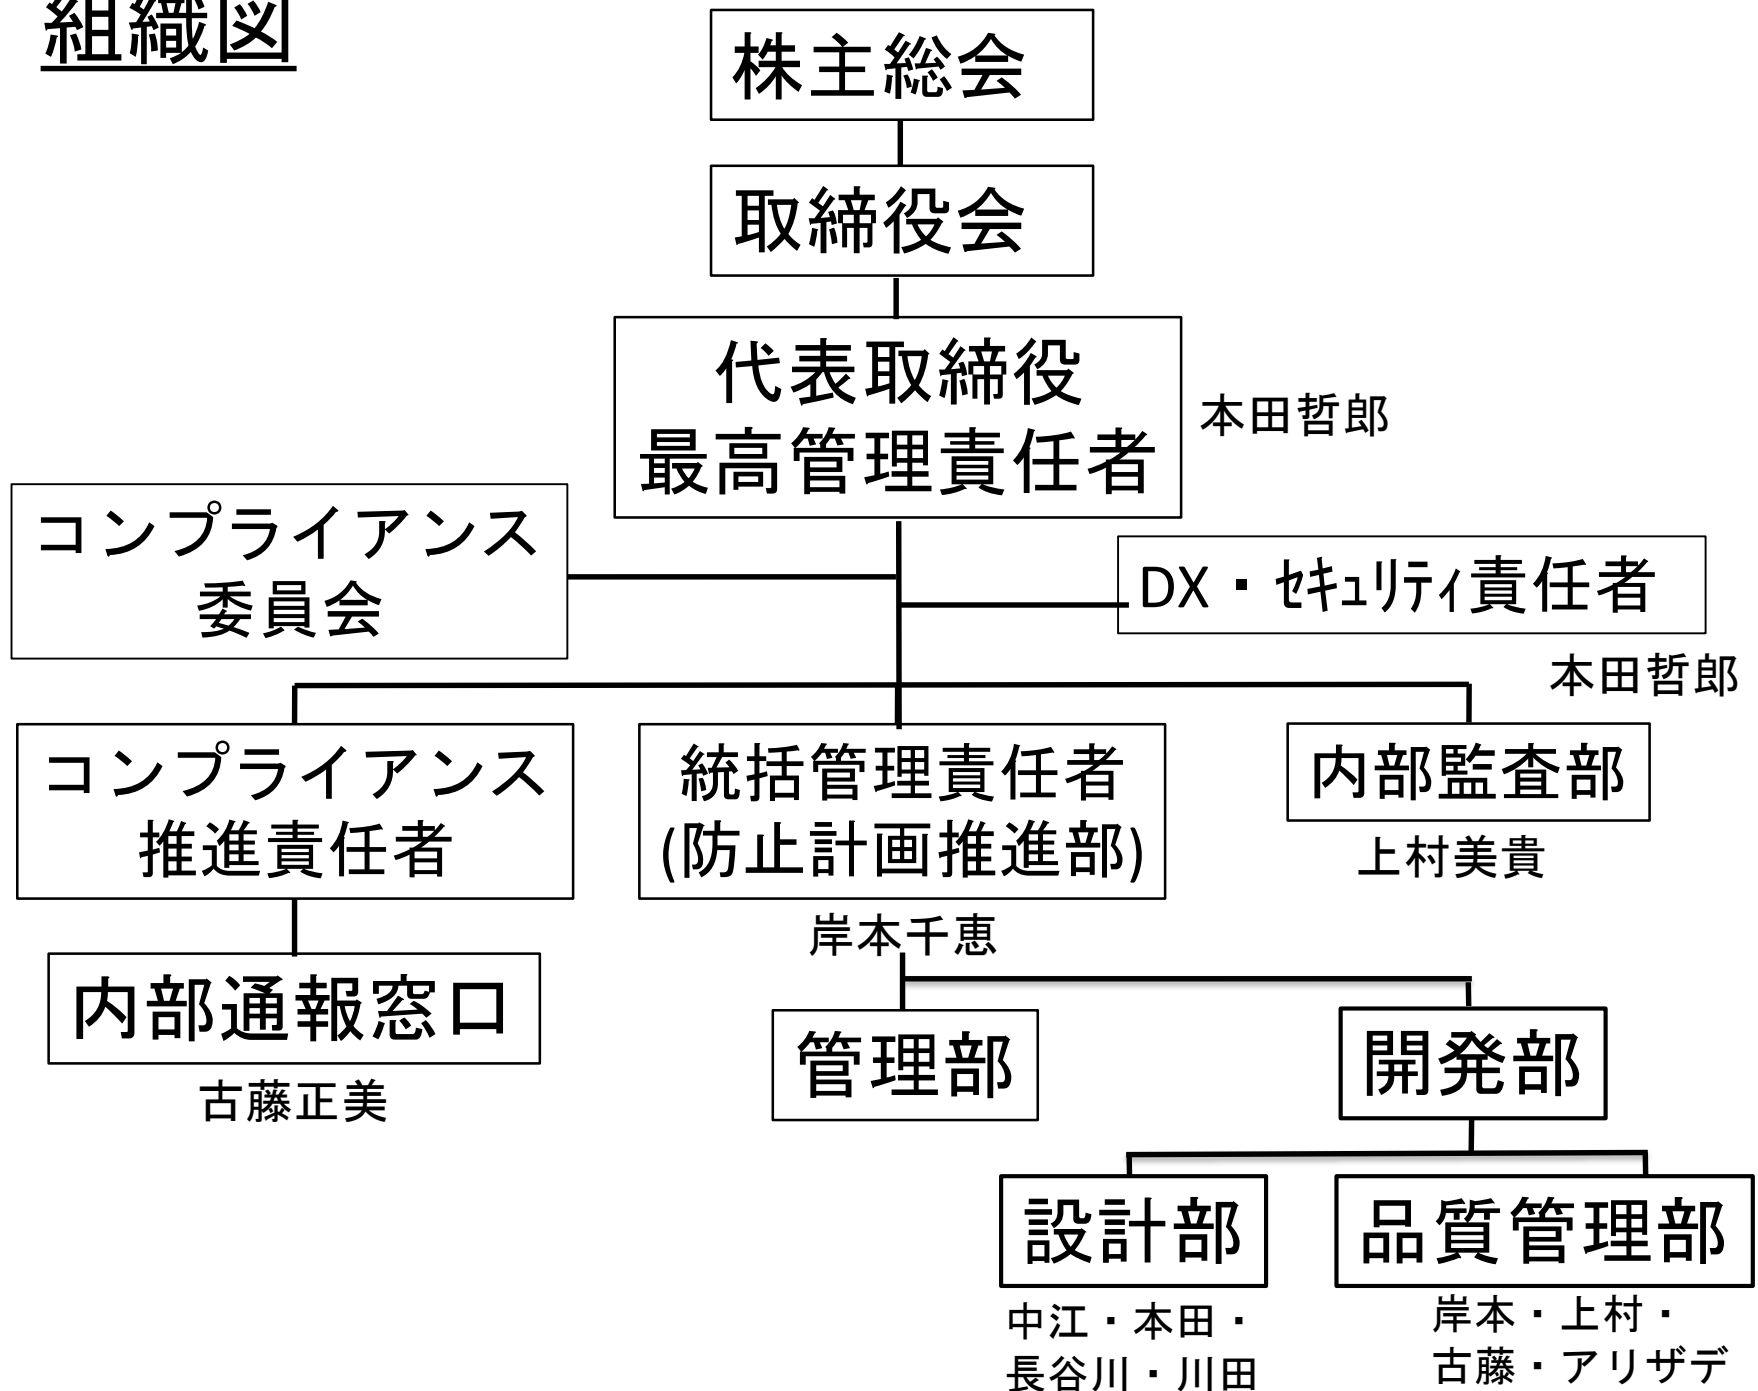 組織図
株主総会
取締役会
代表取締役
最高管理責任者
本田哲郎
コンプライアンス
委員会
DX・ｾｷｭﾘﾃｨ責任者
本田哲郎
コンプライアンス
推進責任者
統括管理責任者
(防止計画推進部)
内部監査部
上村美貴
岸本千恵
内部通報窓口
古藤正美
管理部
開発部
設計部
品質管理部
中江・本田・
長谷川・川田
岸本・上村・
古藤・アリザデ